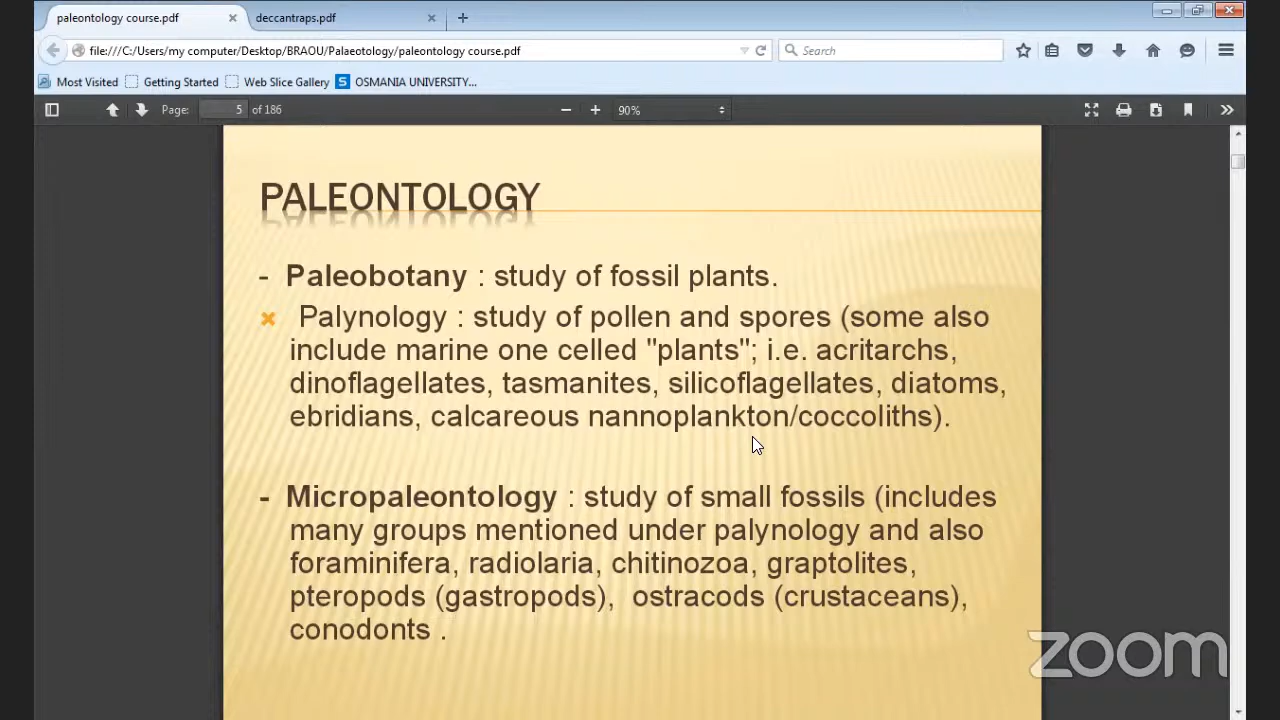 paleontology course.pdf
deccantraps.pdf
file:///C:/Users/my computer/Desktop/BRAOU/Palaeotology/paleontology course.pdf
Search
Most Visited
Getting Started
Web Slice Gallery
S OSMANIA UNIVERSITY...
Page: 5 of 186
90%
PALEONTOLOGY
- Paleobotany : study of fossil plants.
Palynology : study of pollen and spores (some also
include marine one celled "plants"; i.e. acritarchs,
dinoflagellates, tasmanites, silicoflagellates, diatoms,
ebridians, calcareous nannoplankton/coccoliths).
- Micropaleontology : study of small fossils (includes
many groups mentioned under palynology and also
foraminifera, radiolaria, chitinozoa, graptolites,
pteropods (gastropods), ostracods (crustaceans),
conodonts .
zoom